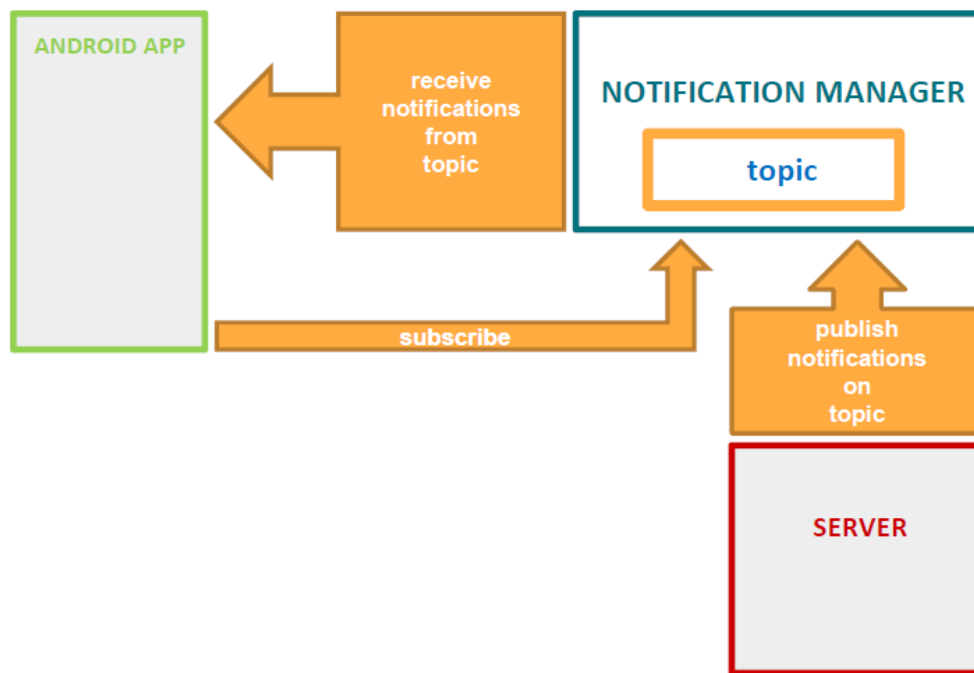 ANDROID APP
receive
notifications
from
topic
NOTIFICATION MANAGER
topic
subscribe
publish
notifications
on
topic
SERVER